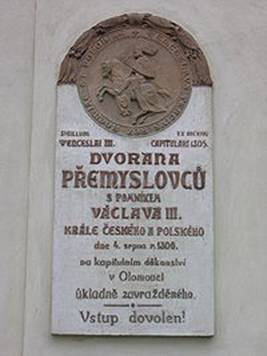 SIGILLUM EX ARCHIV
WENCESLAI III. CAPITULARI 1305.
DVORANA
PŘEMYSLOVCŮ
S POMNÍKEM
VÁCLAVA III.
KRÁLE ČESKÉHO A POLSKÉHO
dne 4. srpna r. 1306.
na kapitulním děkanství
v Olomouci
úkladně zavražděného.
Vstup dovolen!